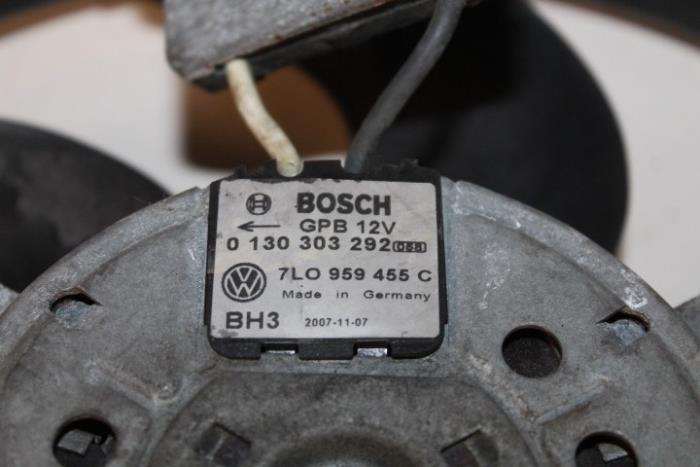 BOSCH
← GPB 12V
0 130 303 292
7L0 959 455 C
Made in Germany
BH3 2007-11-07